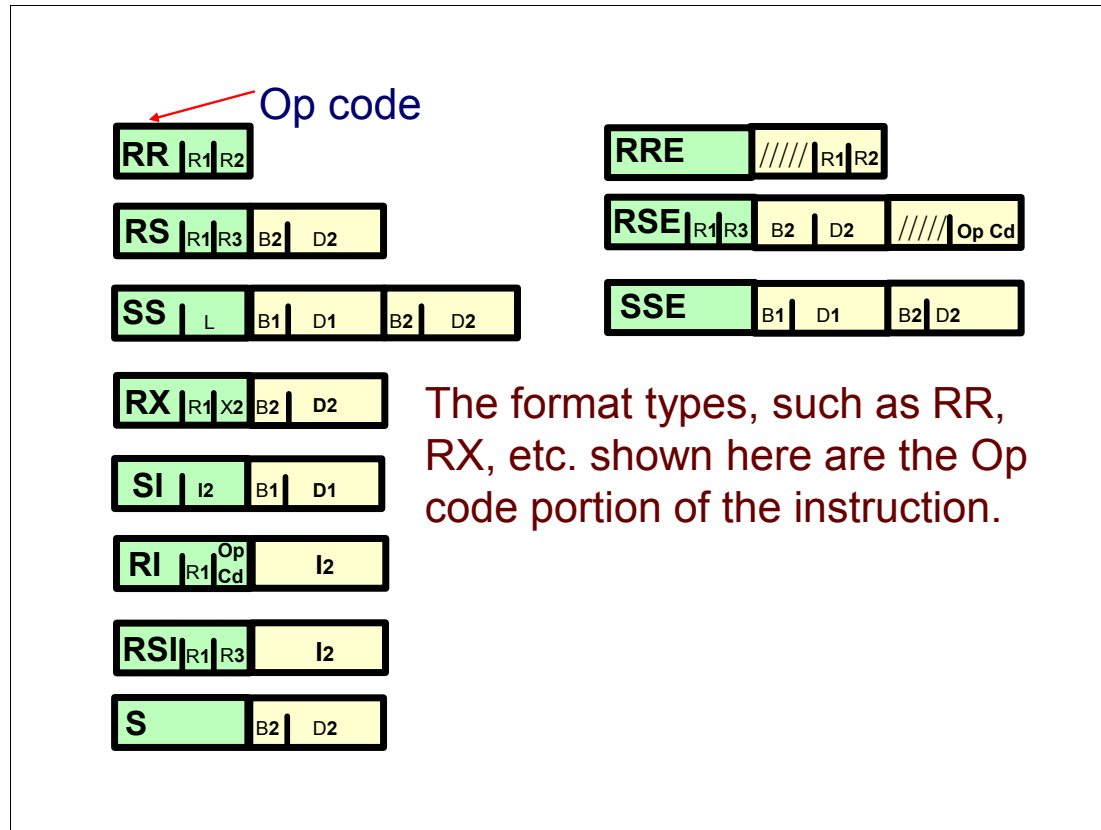 Op code
RR R1 R2
RS R1 R3 B2 D2
SS L B1 D1 B2 D2
RX R1 X2 B2 D2
SI I2 B1 D1
RI R1 Op Cd I2
RSI R1 R3 I2
S B2 D2
RRE ///// R1 R2
RSE R1 R3 B2 D2 ///// Op Cd
SSE B1 D1 B2 D2
The format types, such as RR,
RX, etc. shown here are the Op
code portion of the instruction.